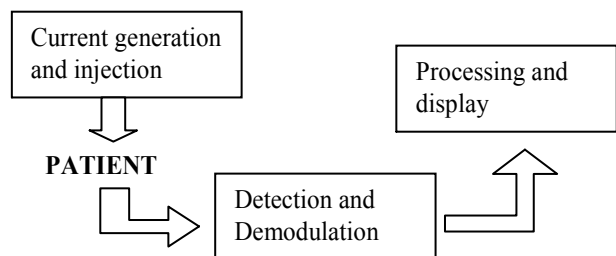 Current generation
and injection
PATIENT
Detection and
Demodulation
Processing and
display